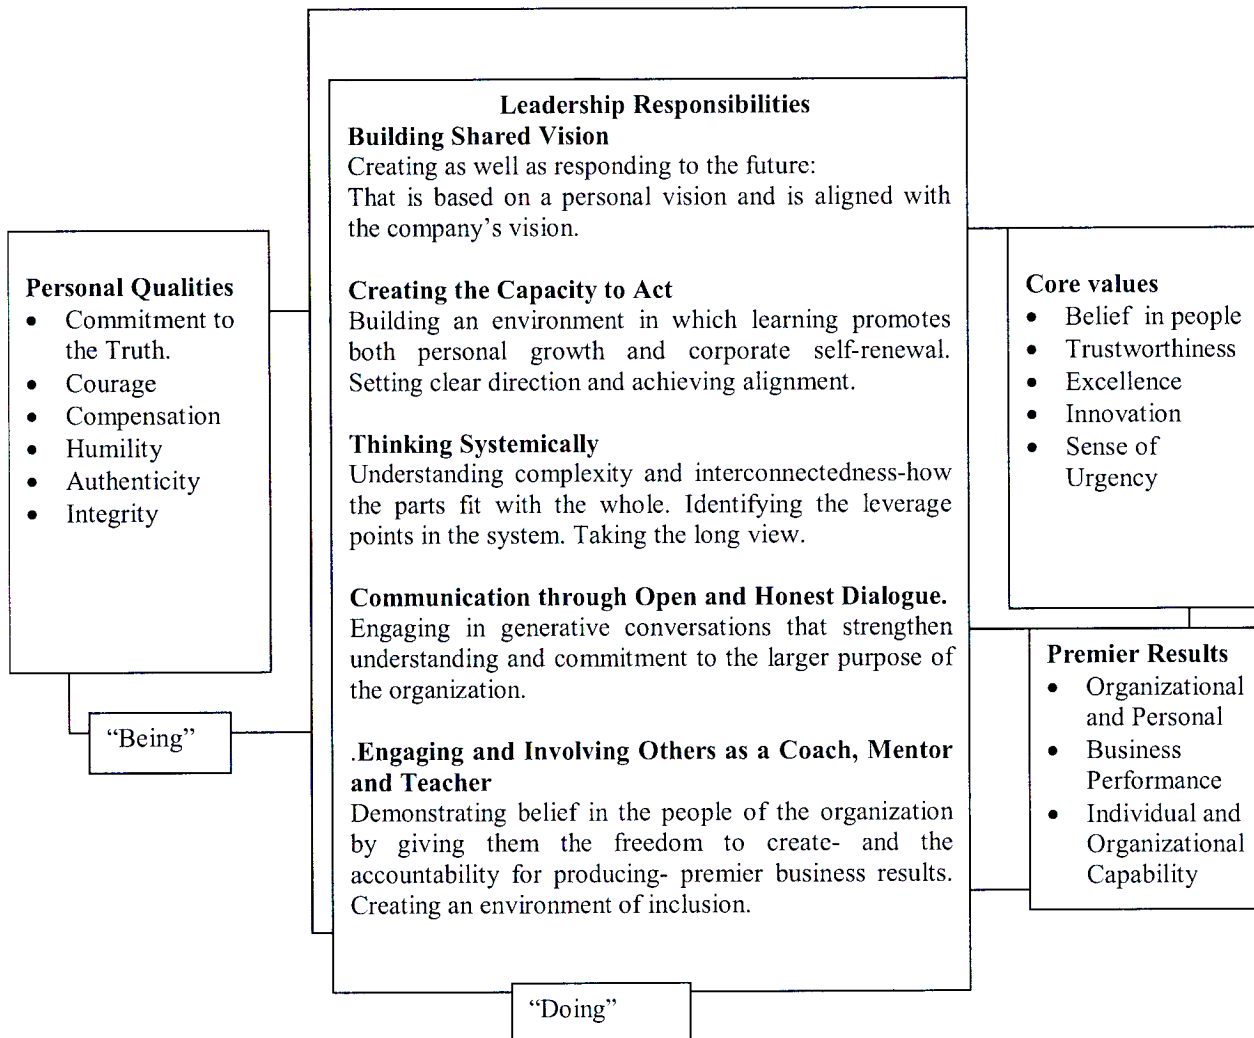 Leadership Responsibilities
Building Shared Vision
Creating as well as responding to the future:
That is based on a personal vision and is aligned with
the company’s vision.
Creating the Capacity to Act
Building an environment in which learning promotes
both personal growth and corporate self-renewal.
Setting clear direction and achieving alignment.
Thinking Systemically
Understanding complexity and interconnectedness-how
the parts fit with the whole. Identifying the leverage
points in the system. Taking the long view.
Communication through Open and Honest Dialogue.
Engaging in generative conversations that strengthen
understanding and commitment to the larger purpose of
the organization.
.Engaging and Involving Others as a Coach, Mentor
and Teacher
Demonstrating belief in the people of the organization
by giving them the freedom to create- and the
accountability for producing- premier business results.
Creating an environment of inclusion.
“Doing”
Personal Qualities
• Commitment to
the Truth.
• Courage
• Compensation
• Humility
• Authenticity
• Integrity
“Being”
Core values
• Belief in people
• Trustworthiness
• Excellence
• Innovation
• Sense of
Urgency
Premier Results
• Organizational
and Personal
• Business
Performance
• Individual and
Organizational
Capability